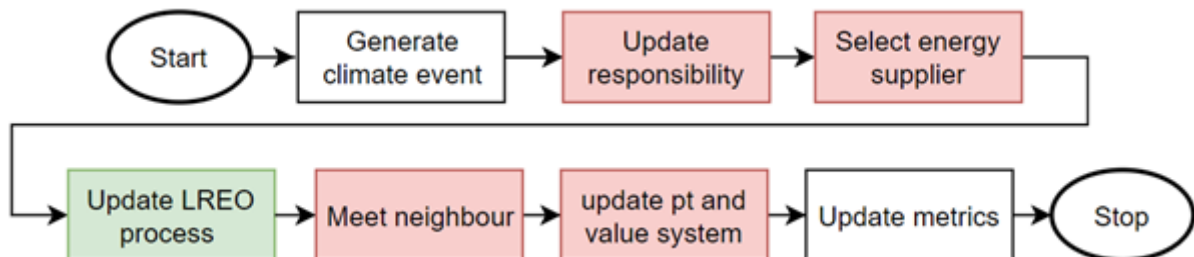 Start
Generate
climate event
Update
responsibility
Select energy
supplier
Update LREO
process
Meet neighbour
update pt and
value system
Update metrics
Stop